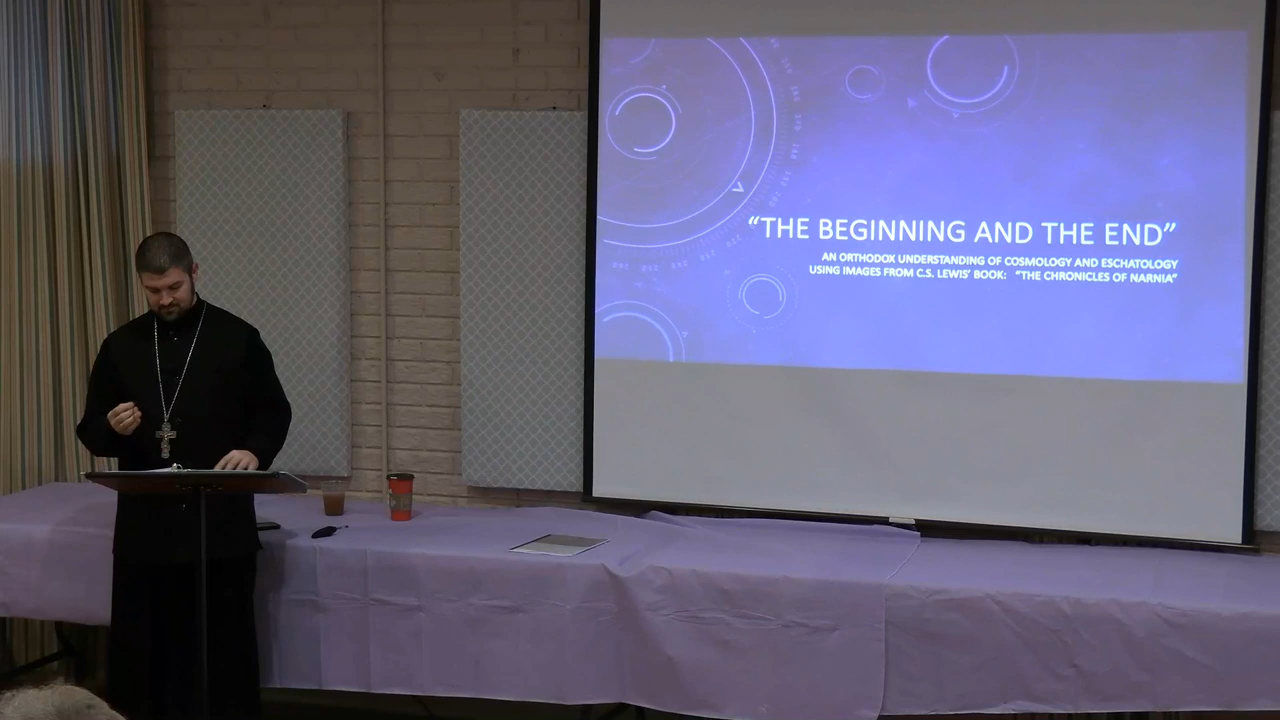 “THE BEGINNING AND THE END”
AN ORTHODOX UNDERSTANDING OF COSMOLOGY AND ESCHATOLOGY
USING IMAGES FROM C.S. LEWIS’ BOOK: “THE CHRONICLES OF NARNIA”